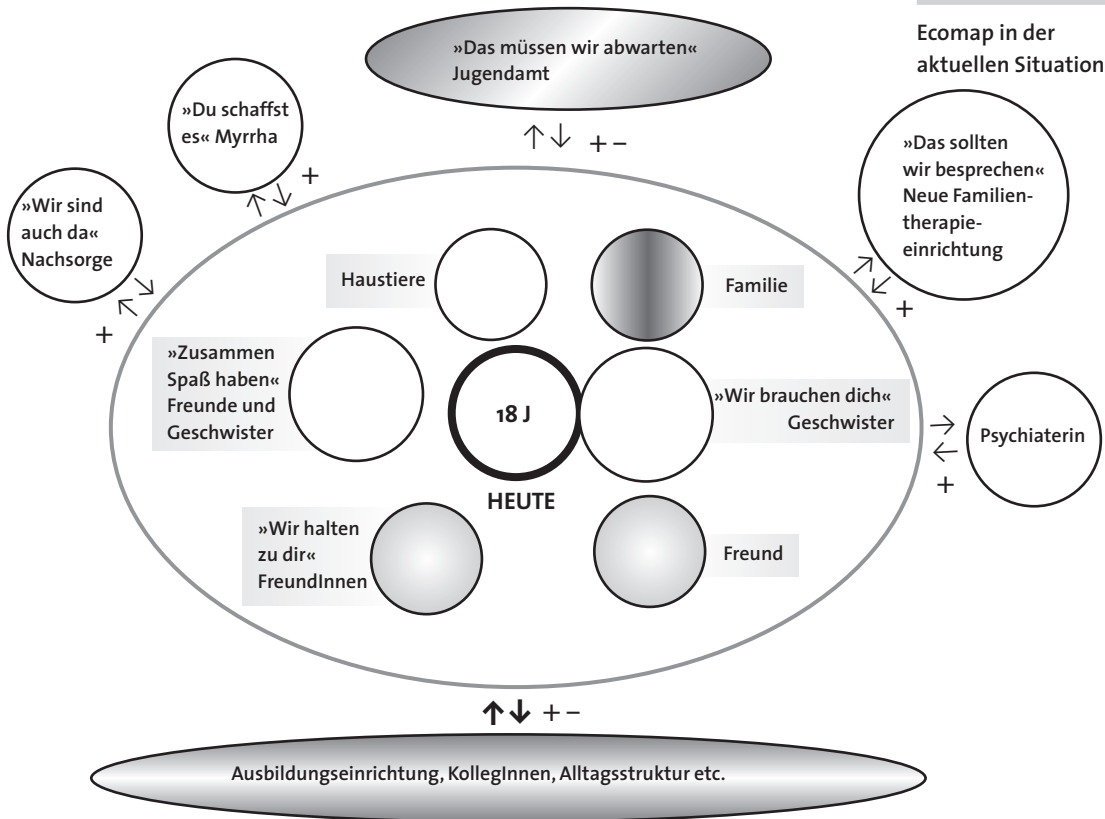 Ecomap in der
aktuellen Situation
»Das müssen wir abwarten«
Jugendamt
↑↓ + -
»Du schaffst
es« Myrrha
↑↓ +
»Wir sind
auch da«
Nachsorge
↑↓ +
»Das sollten
wir besprechen«
Neue Familien-
therapie-
einrichtung
↑↓ +
Haustiere
Familie
»Zusammen
Spaß haben«
Freunde und
Geschwister
18 J
HEUTE
»Wir brauchen dich«
Geschwister
Psychiaterin
→← +
»Wir halten
zu dir«
FreundInnen
Freund
↑↓ + -
Ausbildungseinrichtung, KollegInnen, Alltagsstruktur etc.